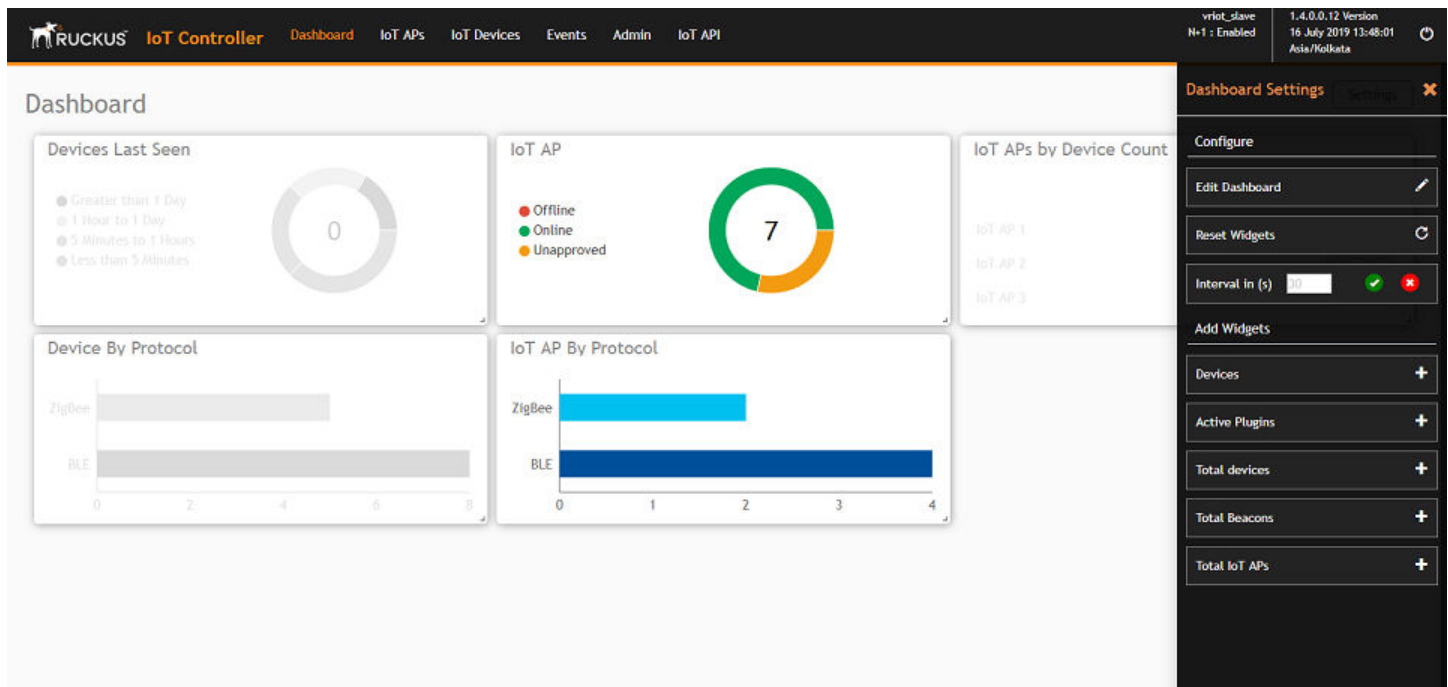 RUCKUS IoT Controller Dashboard IoT APs IoT Devices Events Admin IoT API
vriot_slave
N+1 : Enabled
1.4.0.0.12 Version
16 July 2019 13:48:01
Asia/Kolkata
Dashboard
Devices Last Seen
Greater than 1 Day
1 Hour to 1 Day
5 Minutes to 1 Hours
Less than 5 Minutes
0
IoT AP
Offline
Online
Unapproved
7
IoT APs by Device Count
IoT AP 1
IoT AP 2
IoT AP 3
Device By Protocol
ZigBee
BLE
0 2 4 6 8
IoT AP By Protocol
ZigBee
BLE
0 1 2 3 4
Dashboard Settings
Settings
Configure
Edit Dashboard
Reset Widgets
Interval in (s)
Add Widgets
Devices
Active Plugins
Total devices
Total Beacons
Total IoT APs